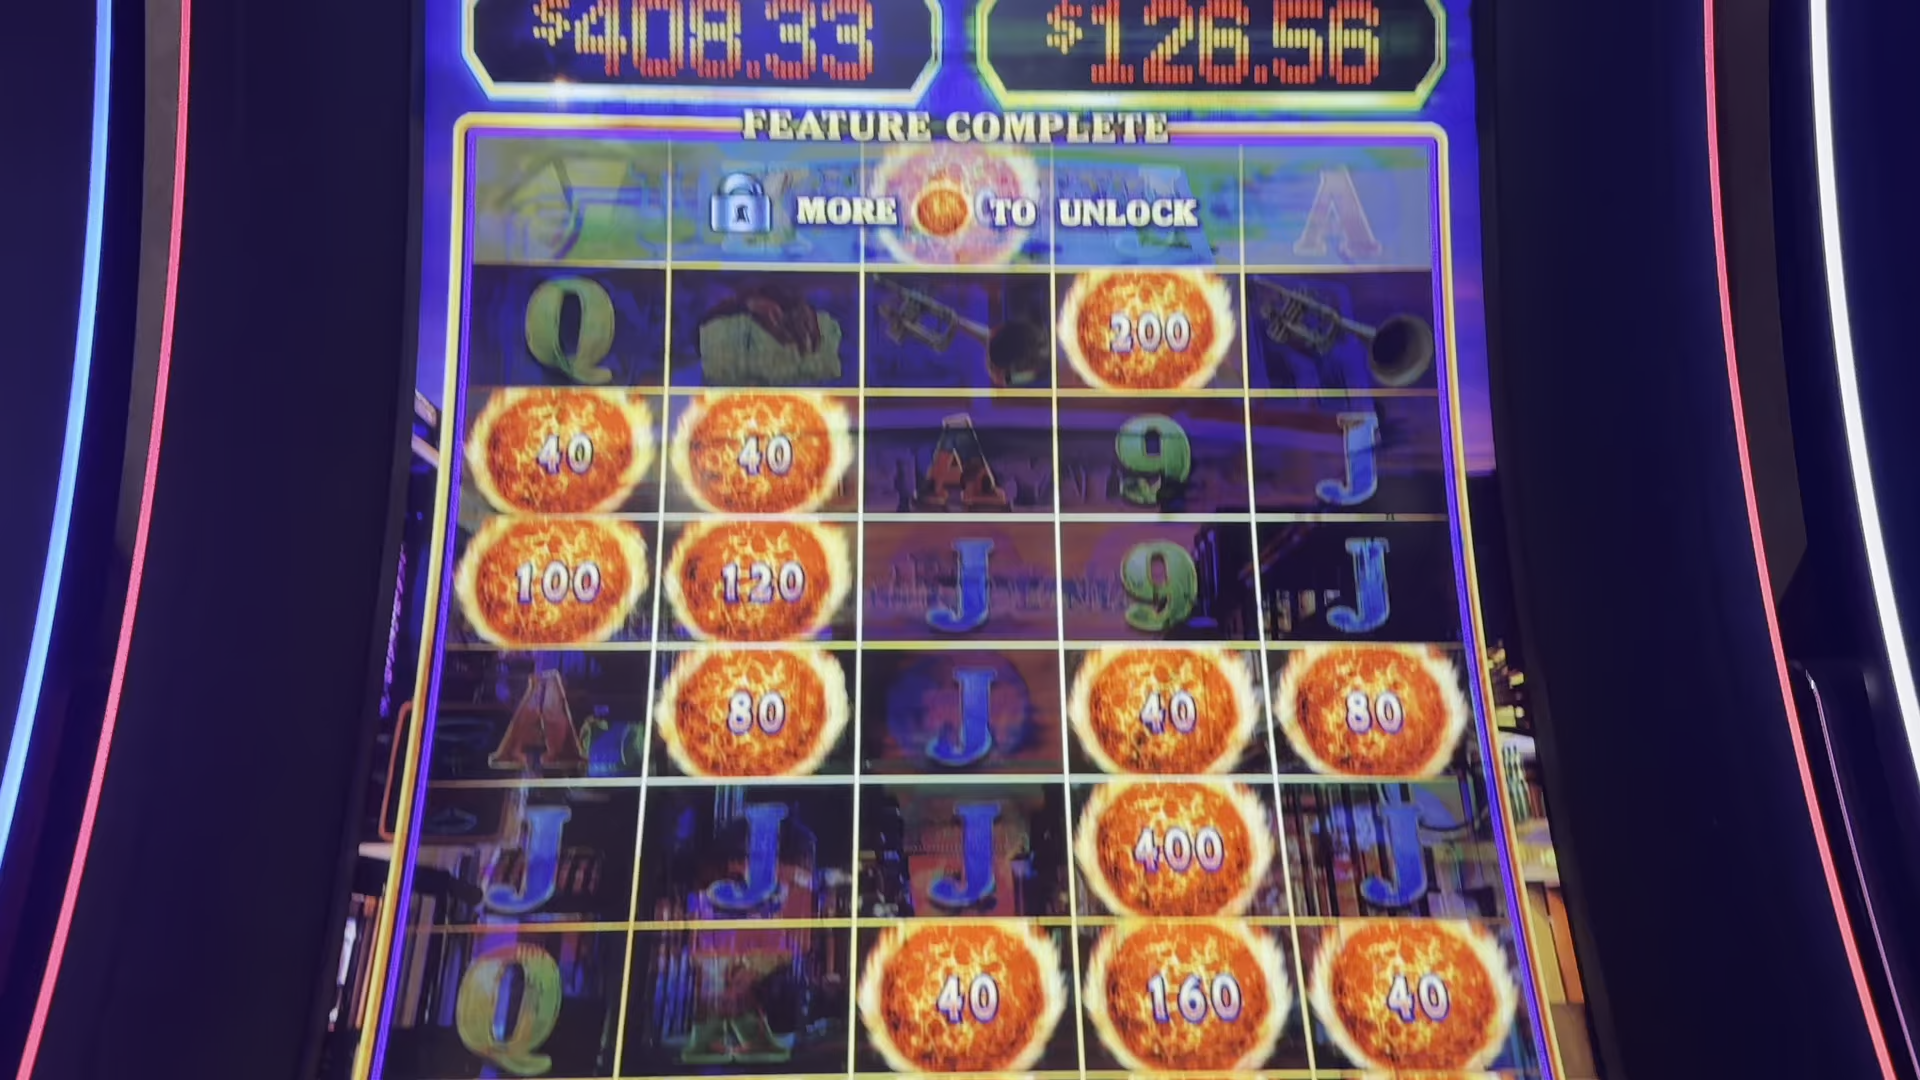 $408.33 $126.56
FEATURE COMPLETE
MORE TO UNLOCK
A
Q 200
40 40 A 9 J
100 120 J 9 J
A 80 J 40 80
J J J 400 J
Q K 40 160 40